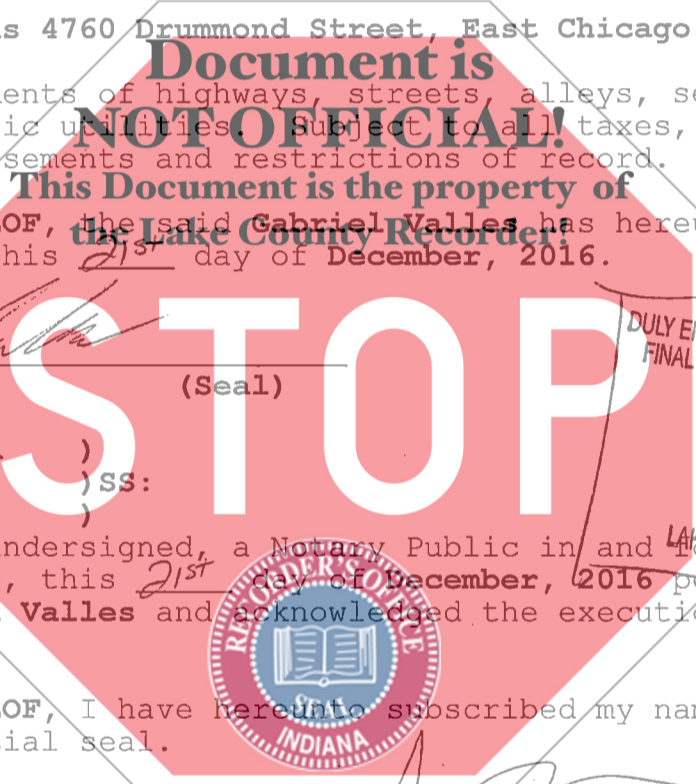 s 4760 Drummond Street, East Chicago
Document is
ents of highways, streets, alleys, se
NOT OFFICIAL!
ic utilities. Subject to all taxes,
sements and restrictions of record.
This Document is the property of
OF, the said Gabriel Valles has hereu
the Lake County Recorder!
his 21st day of December, 2016.
STOP
DULY E
FINAL
(Seal)
)
)SS:
)
ndersigned, a Notary Public in and fo
LA
, this 21st day of December, 2016 p
Valles and acknowledged the executi
RECORDER'S OFFICE
SEAL
INDIANA
OF, I have hereunto subscribed my nam
ial seal.